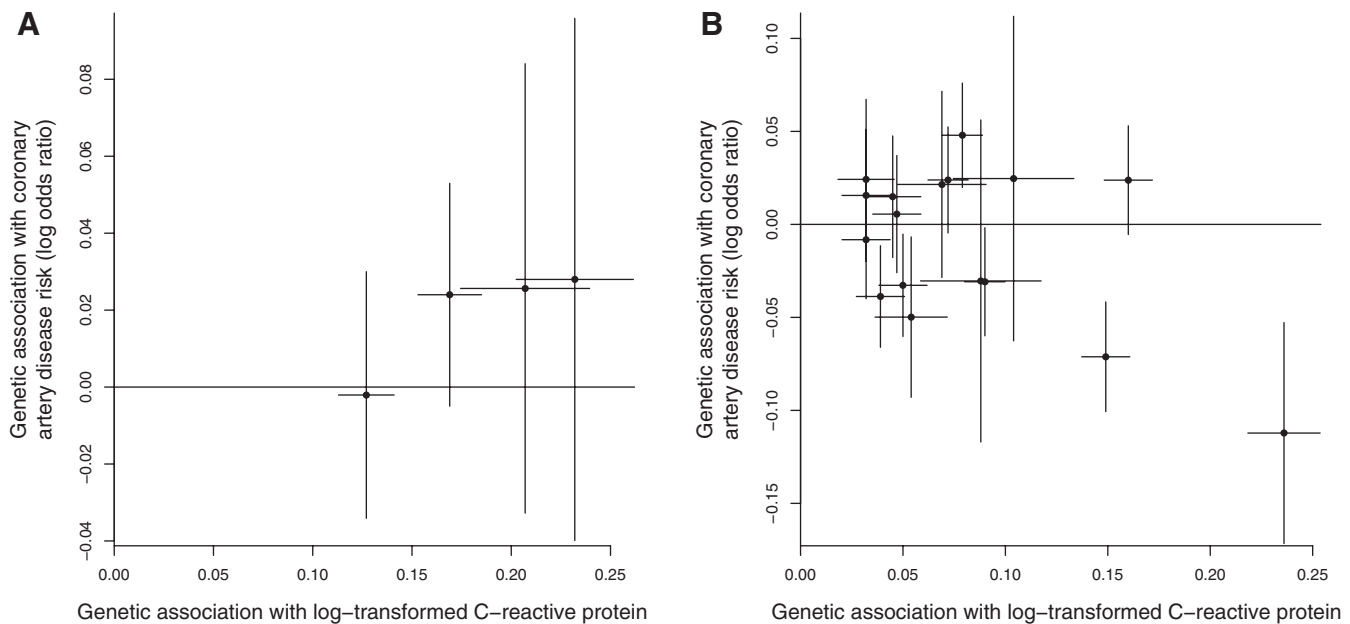 A
Genetic association with coronary
artery disease risk (log odds ratio)
0.08
0.06
0.04
0.02
0.00
−0.02
−0.04
0.00 0.05 0.10 0.15 0.20 0.25
Genetic association with log−transformed C−reactive protein
B
Genetic association with coronary
artery disease risk (log odds ratio)
0.10
0.05
0.00
−0.05
−0.10
−0.15
0.00 0.05 0.10 0.15 0.20 0.25
Genetic association with log−transformed C−reactive protein